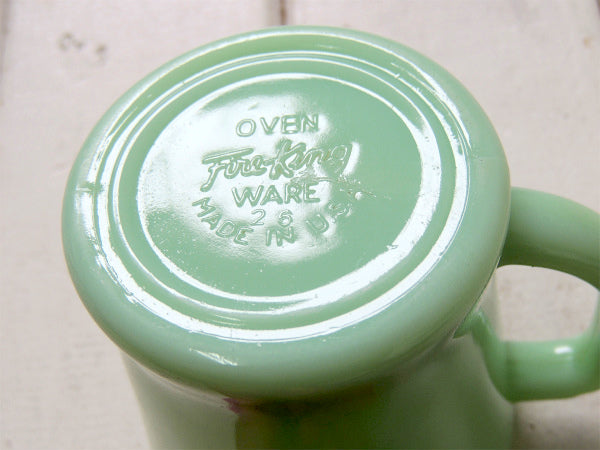 OVEN
Fire-King
WARE
26
MADE IN U.S.A.